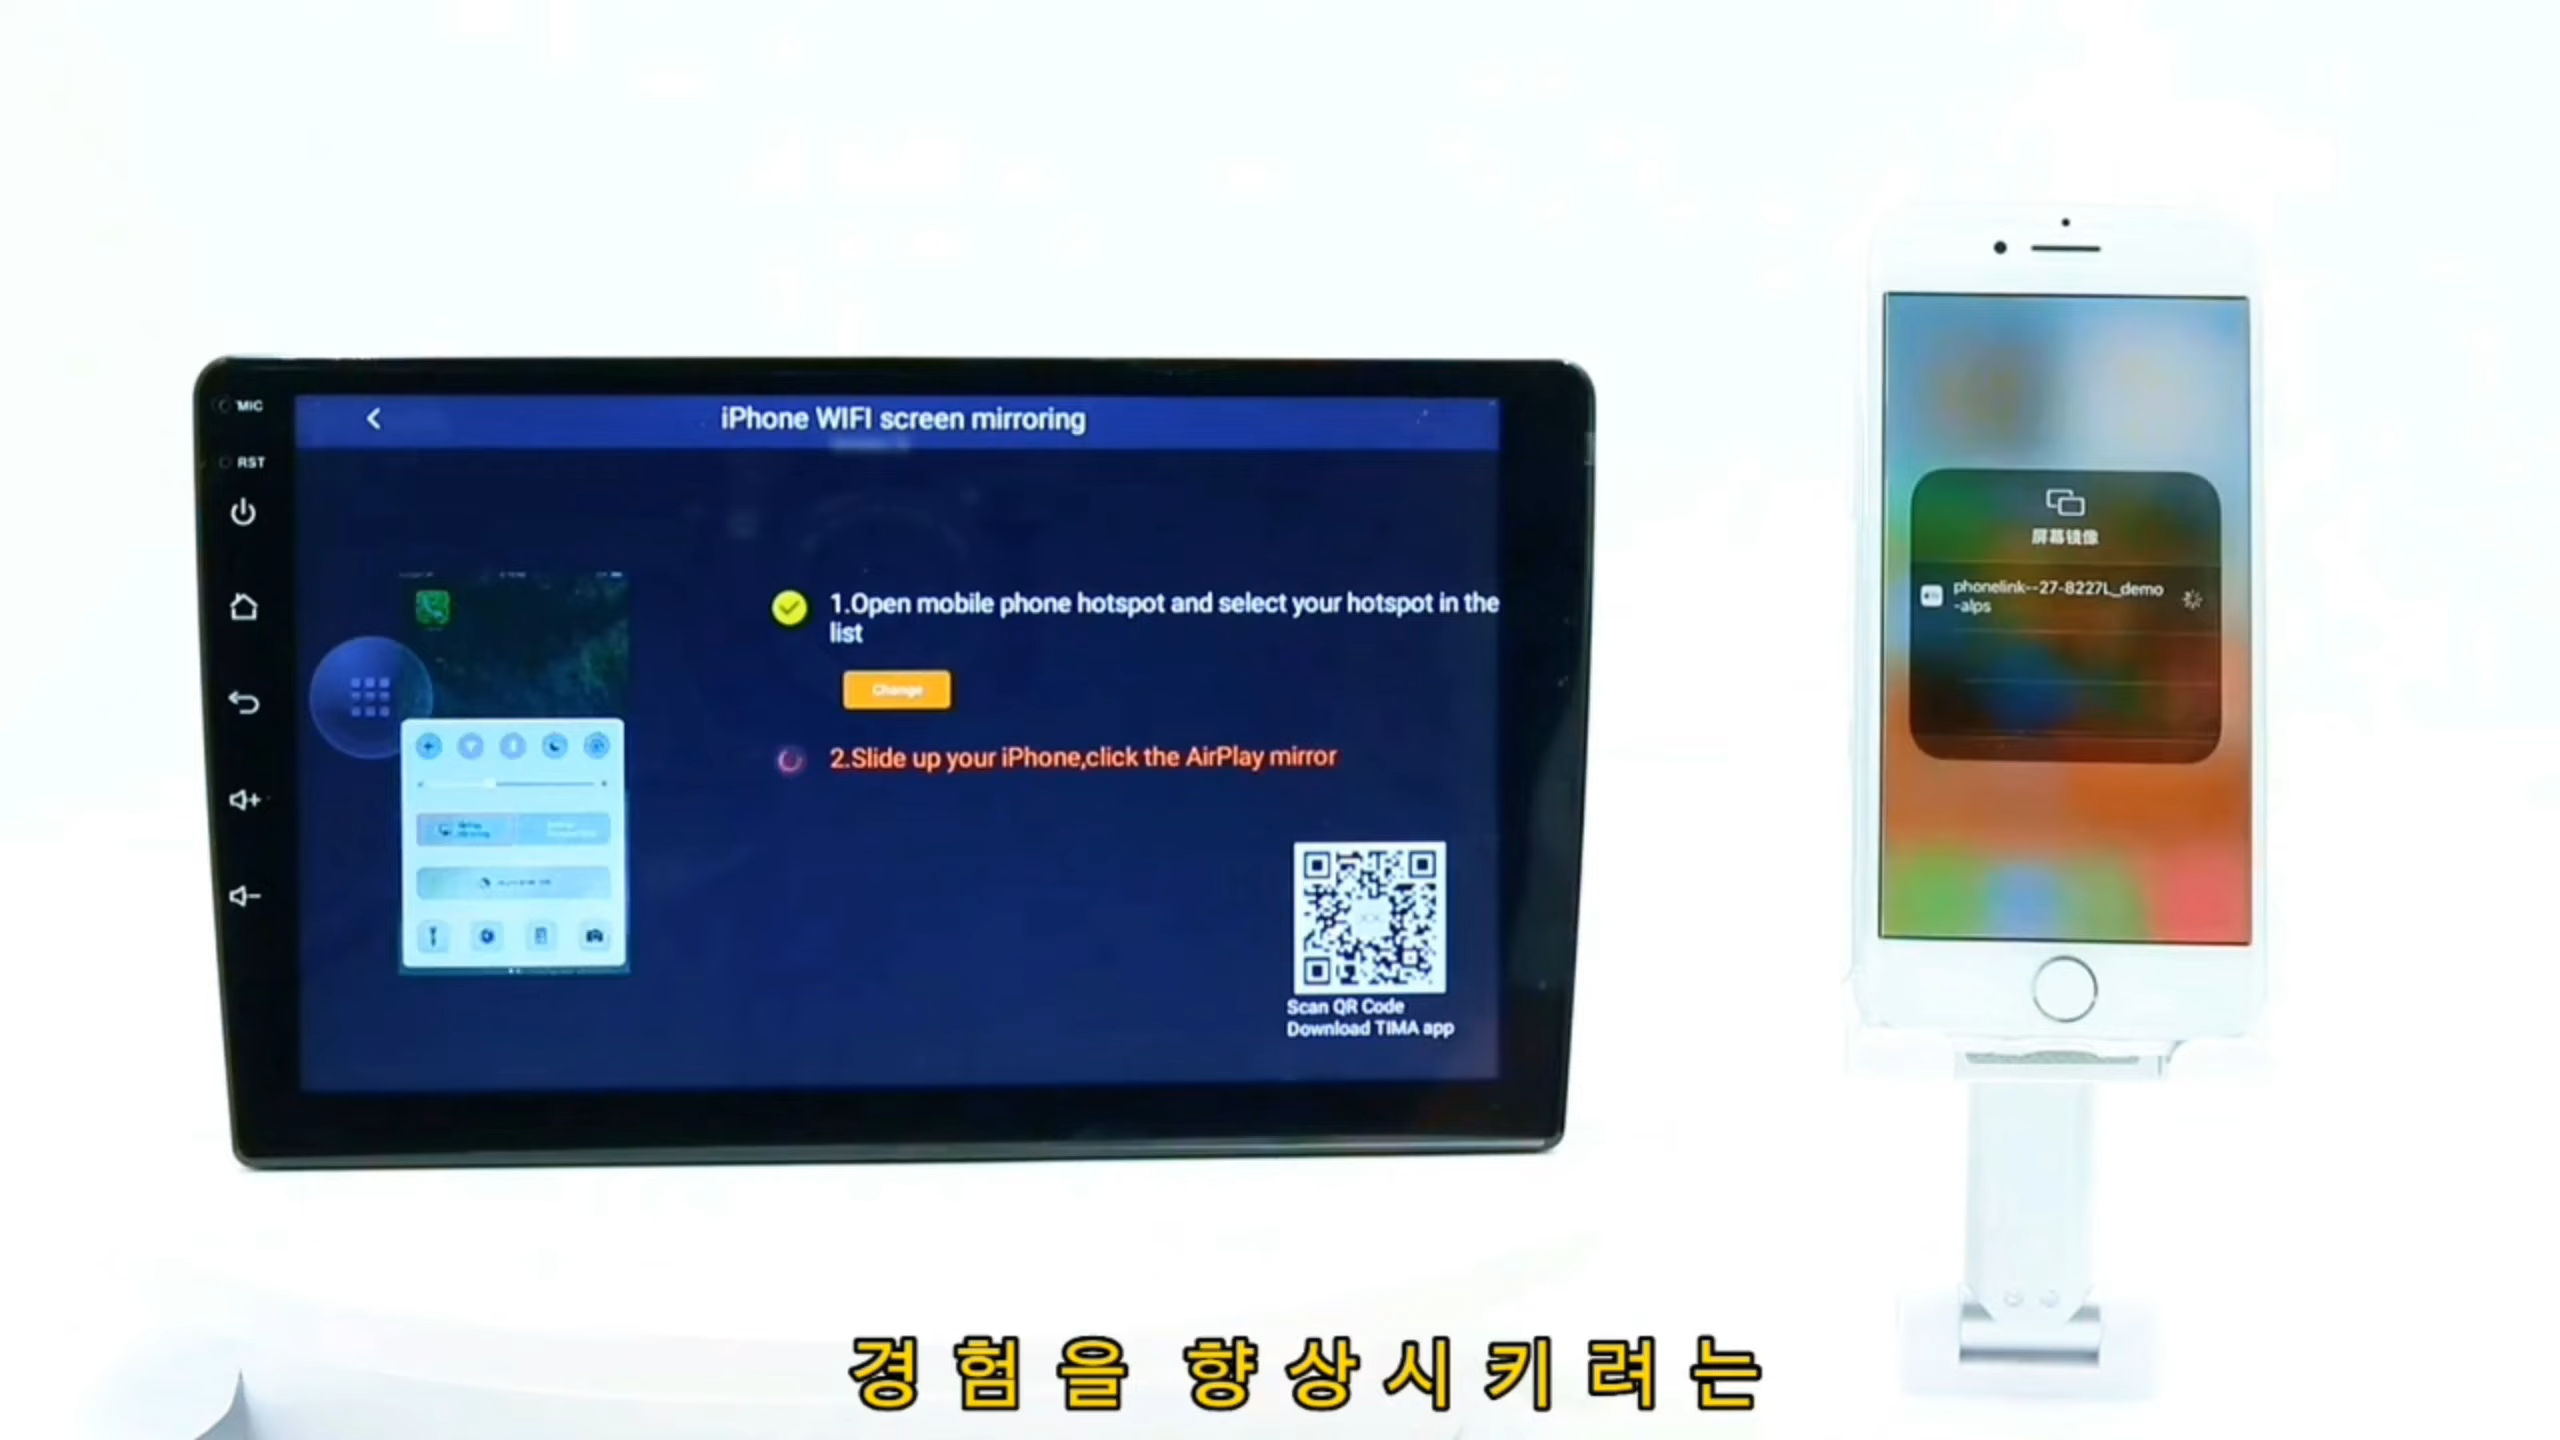 MIC
RST
iPhone WIFI screen mirroring
1.Open mobile phone hotspot and select your hotspot in the
list
Change
2.Slide up your iPhone,click the AirPlay mirror
Scan QR Code
Download TIMA app
屏幕镜像
phonelink--27-8227L_demo
-alps
경험을 향상시키려는